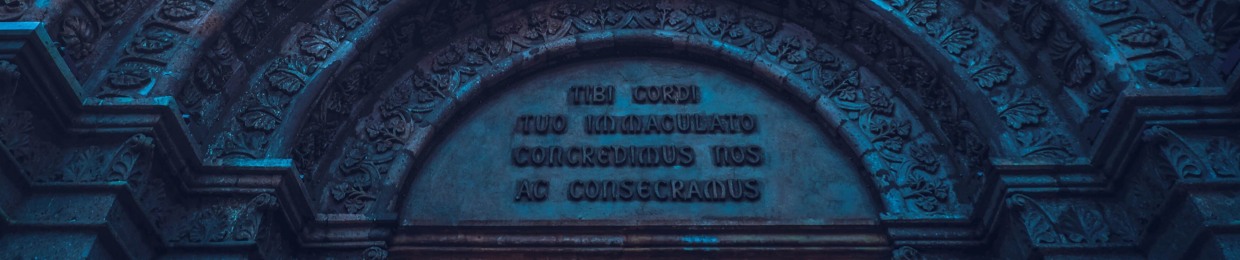 TIBI CORDI
TUO IMMACULATO
CONCREDIMUS NOS
AC CONSECRAMUS